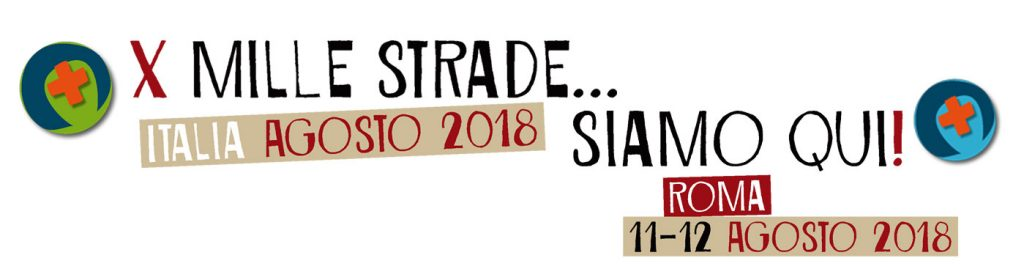 X MILLE STRADE...
ITALIA AGOSTO 2018
SIAMO QUI!
ROMA
11-12 AGOSTO 2018